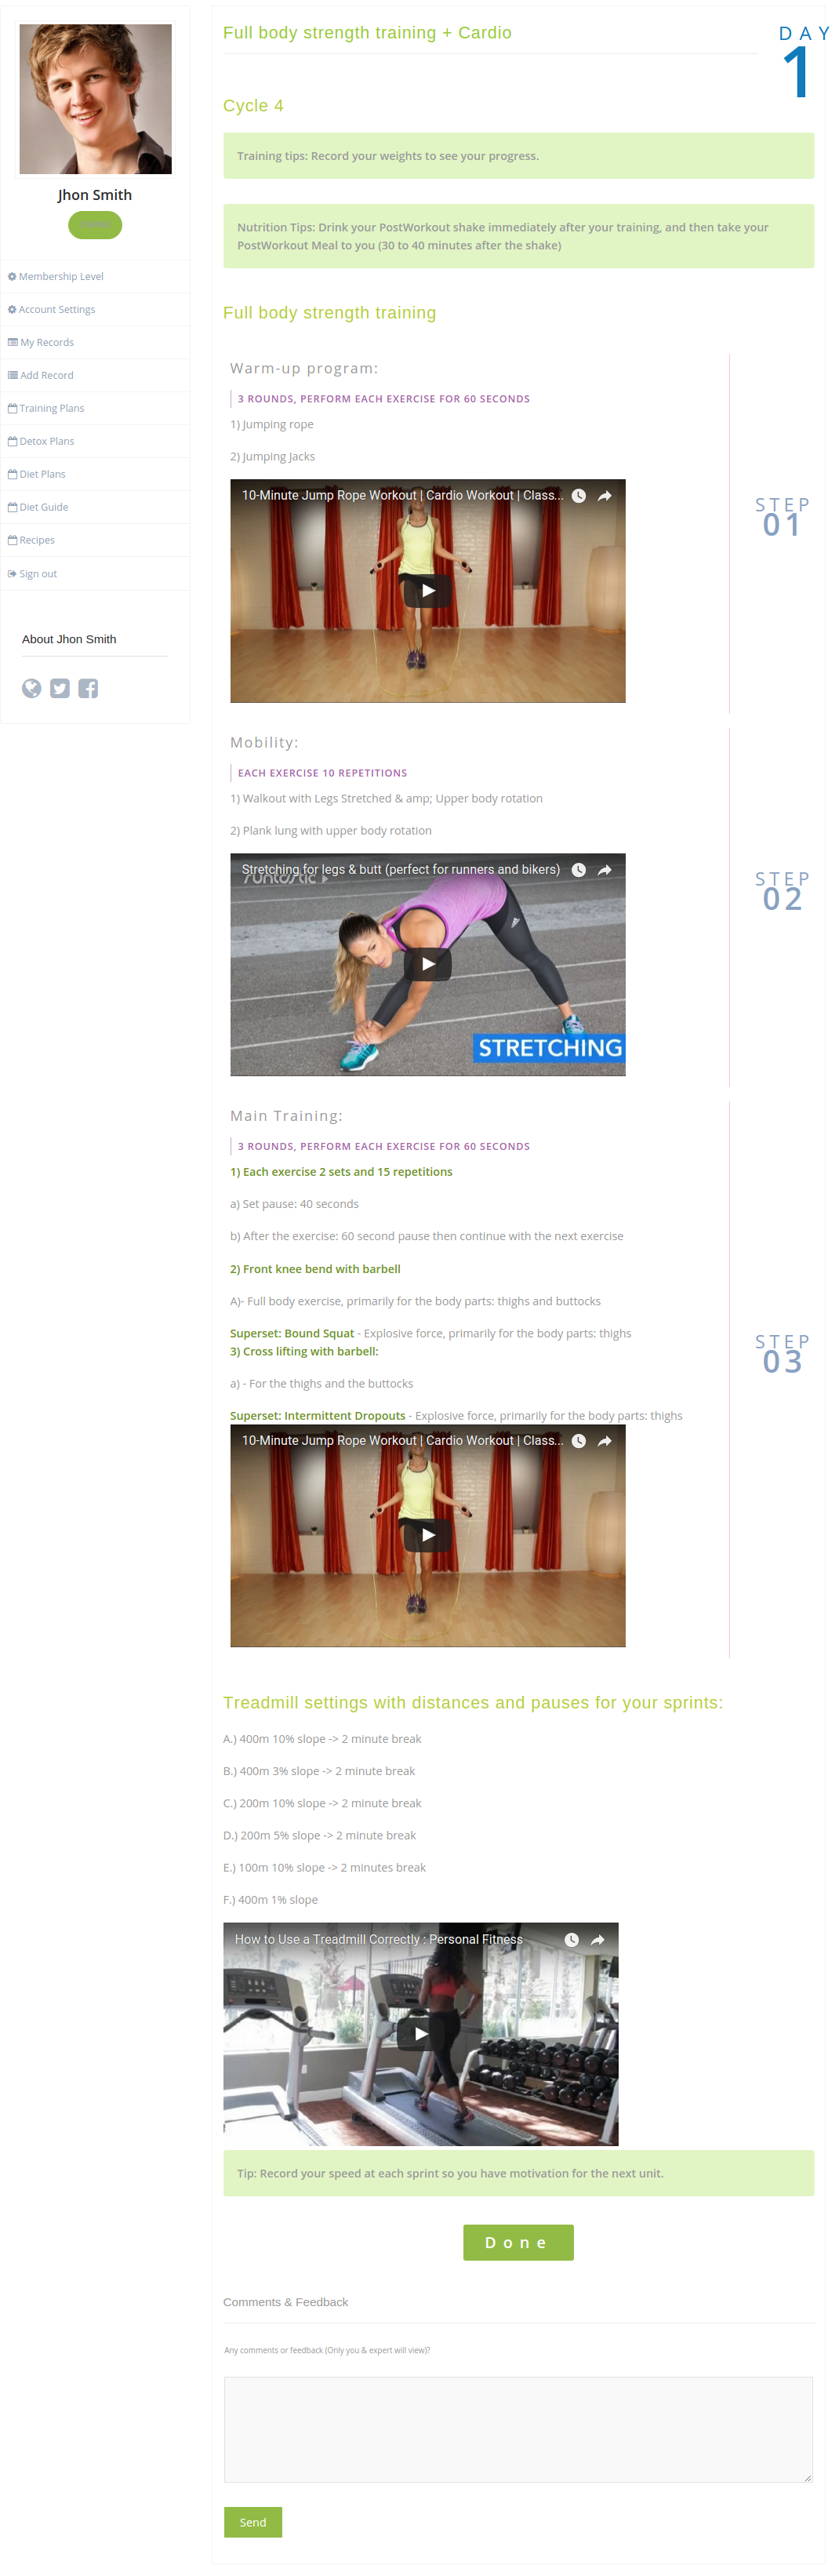 Jhon Smith
Membership Level
Account Settings
My Records
Add Record
Training Plans
Detox Plans
Diet Plans
Diet Guide
Recipes
Sign out
About Jhon Smith
Full body strength training + Cardio
DAY
1
Cycle 4
Training tips: Record your weights to see your progress.
Nutrition Tips: Drink your PostWorkout shake immediately after your training, and then take your
PostWorkout Meal to you (30 to 40 minutes after the shake)
Full body strength training
Warm-up program:
3 ROUNDS, PERFORM EACH EXERCISE FOR 60 SECONDS
1) Jumping rope
2) Jumping Jacks
10-Minute Jump Rope Workout | Cardio Workout | Class...
STEP
01
Mobility:
EACH EXERCISE 10 REPETITIONS
1) Walkout with Legs Stretched & amp; Upper body rotation
2) Plank lung with upper body rotation
Stretching for legs & butt (perfect for runners and bikers)
runtastic
STRETCHING
STEP
02
Main Training:
3 ROUNDS, PERFORM EACH EXERCISE FOR 60 SECONDS
1) Each exercise 2 sets and 15 repetitions
a) Set pause: 40 seconds
b) After the exercise: 60 second pause then continue with the next exercise
2) Front knee bend with barbell
A)- Full body exercise, primarily for the body parts: thighs and buttocks
Superset: Bound Squat - Explosive force, primarily for the body parts: thighs
3) Cross lifting with barbell:
a) - For the thighs and the buttocks
Superset: Intermittent Dropouts - Explosive force, primarily for the body parts: thighs
10-Minute Jump Rope Workout | Cardio Workout | Class...
STEP
03
Treadmill settings with distances and pauses for your sprints:
A.) 400m 10% slope -> 2 minute break
B.) 400m 3% slope -> 2 minute break
C.) 200m 10% slope -> 2 minute break
D.) 200m 5% slope -> 2 minute break
E.) 100m 10% slope -> 2 minutes break
F.) 400m 1% slope
How to Use a Treadmill Correctly : Personal Fitness
Tip: Record your speed at each sprint so you have motivation for the next unit.
Done
Comments & Feedback
Any comments or feedback (Only you & expert will view)?
Send